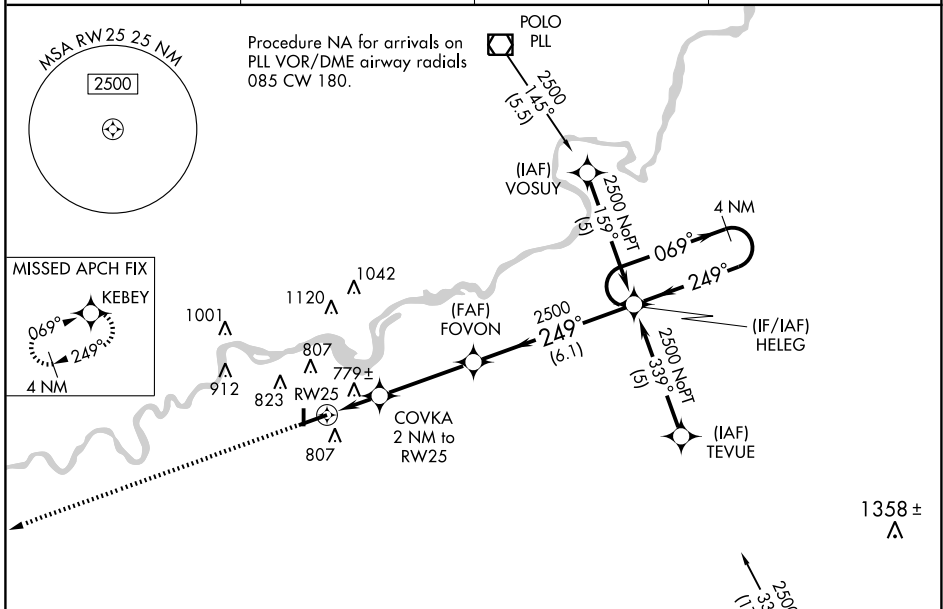 MSA RW 25 25 NM
2500
Procedure NA for arrivals on
PLL VOR/DME airway radials
085 CW 180.
POLO
PLL
2500
145°
(5.5)
(IAF)
VOSUY
2500 NoPT
159°
(5)
4 NM
069°
249°
MISSED APCH FIX
KEBEY
069°
249°
4 NM
1042
1120
1001
(FAF)
FOVON
2500
249°
(6.1)
(IF/IAF)
HELEG
807
912
823
779±
RW25
807
COVKA
2 NM to
RW25
2500 NoPT
339°
(5)
(IAF)
TEVUE
1358±
2500